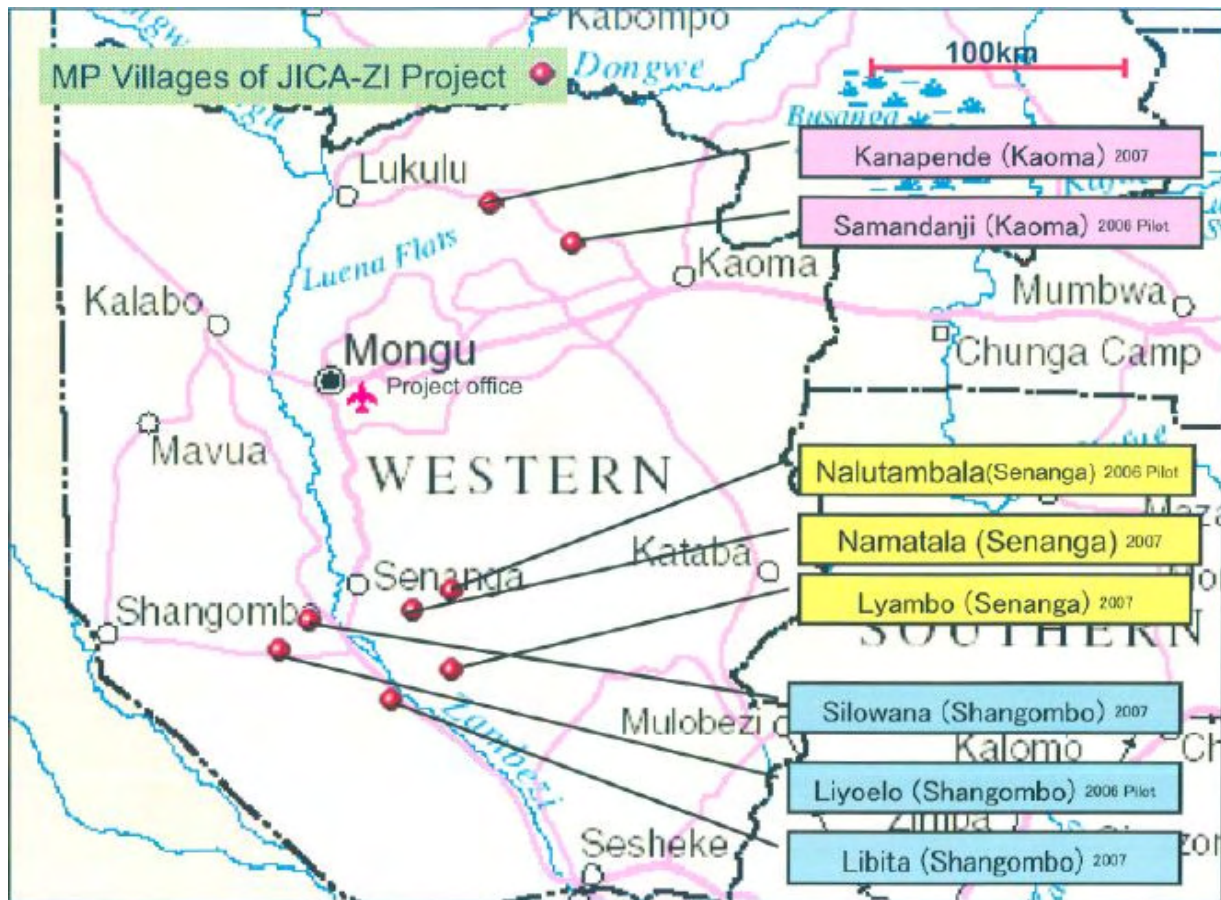 Kabompo
MP Villages of JICA-ZI Project
Dongwe
100km
Busanga
Kanapende (Kaoma) 2007
Lukulu
Samandanji (Kaoma) 2006 Pilot
Luena Flats
Kaoma
Kalabo
Mumbwa
Mongu
Project office
Chunga Camp
Mavua
WESTERN
Nalutambala(Senanga) 2006 Pilot
Namatala (Senanga) 2007
Kataba
Senanga
Lyambo (Senanga) 2007
Shangombo
SOUTHERN
Silowana (Shangombo) 2007
Mulobezi
Zambezi
Kalomo
Liyoelo (Shangombo) 2006 Pilot
Zimba
Sesheke
Libita (Shangombo) 2007